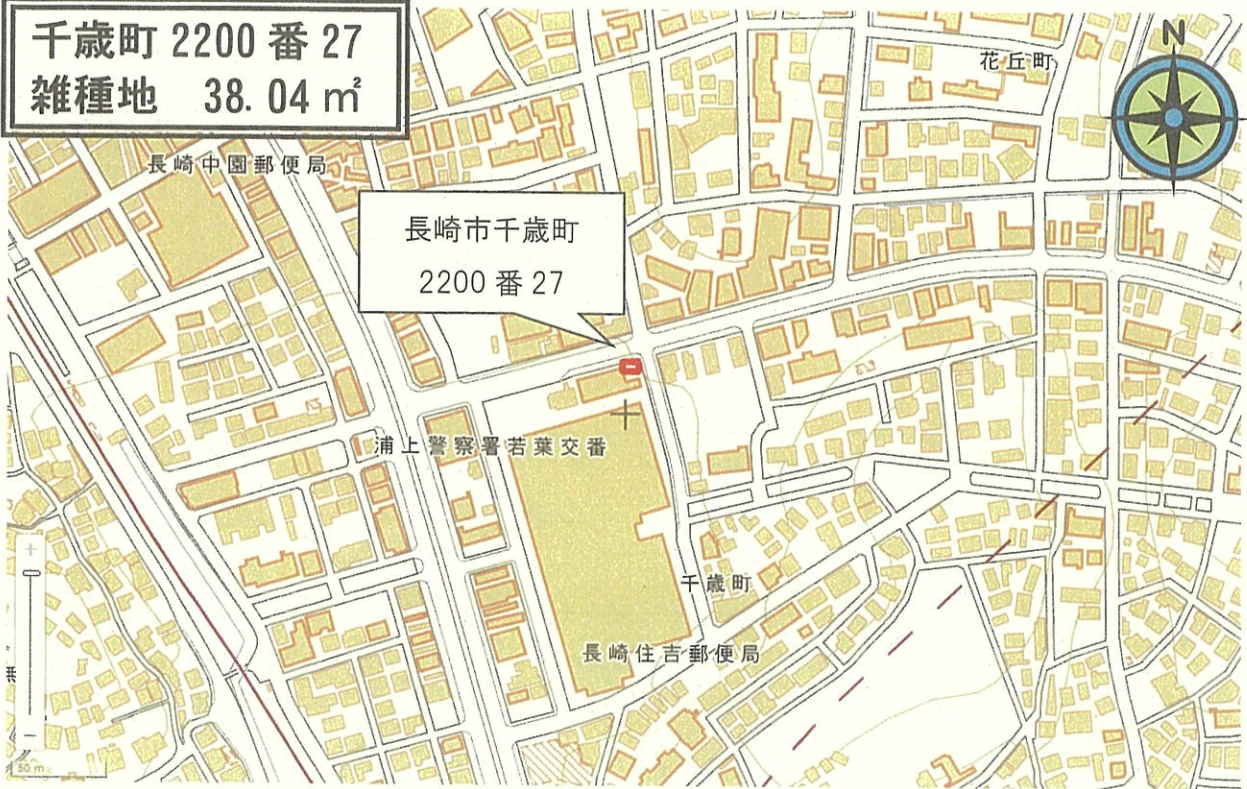 千歳町 2200 番 27
雑種地 38.04 ㎡
N
花丘町
長崎中園郵便局
長崎市千歳町
2200 番 27
浦上警察署若葉交番
千歳町
長崎住吉郵便局
無
50 m